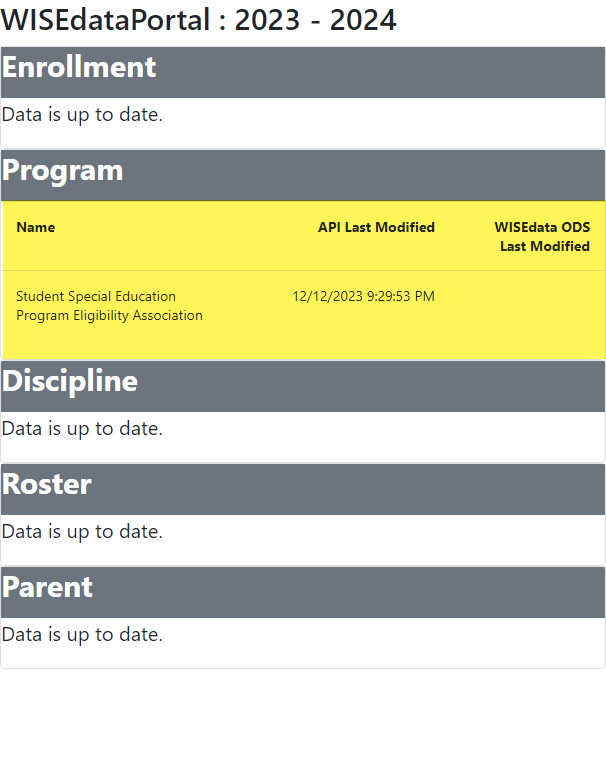 WISEdataPortal : 2023 - 2024
Enrollment
Data is up to date.
Program
Name API Last Modified WISEdata ODS
Last Modified
Student Special Education 12/12/2023 9:29:53 PM
Program Eligibility Association
Discipline
Data is up to date.
Roster
Data is up to date.
Parent
Data is up to date.